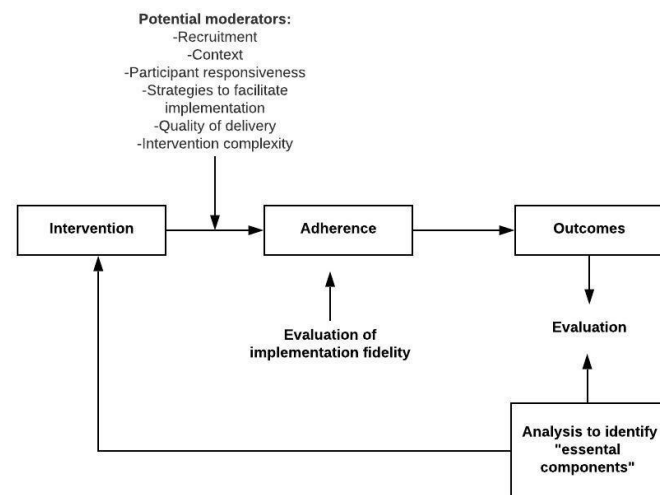 Potential moderators:
-Recruitment
-Context
-Participant responsiveness
-Strategies to facilitate
implementation
-Quality of delivery
-Intervention complexity
Intervention
Adherence
Outcomes
Evaluation of
implementation fidelity
Evaluation
Analysis to identify
"essental
components"